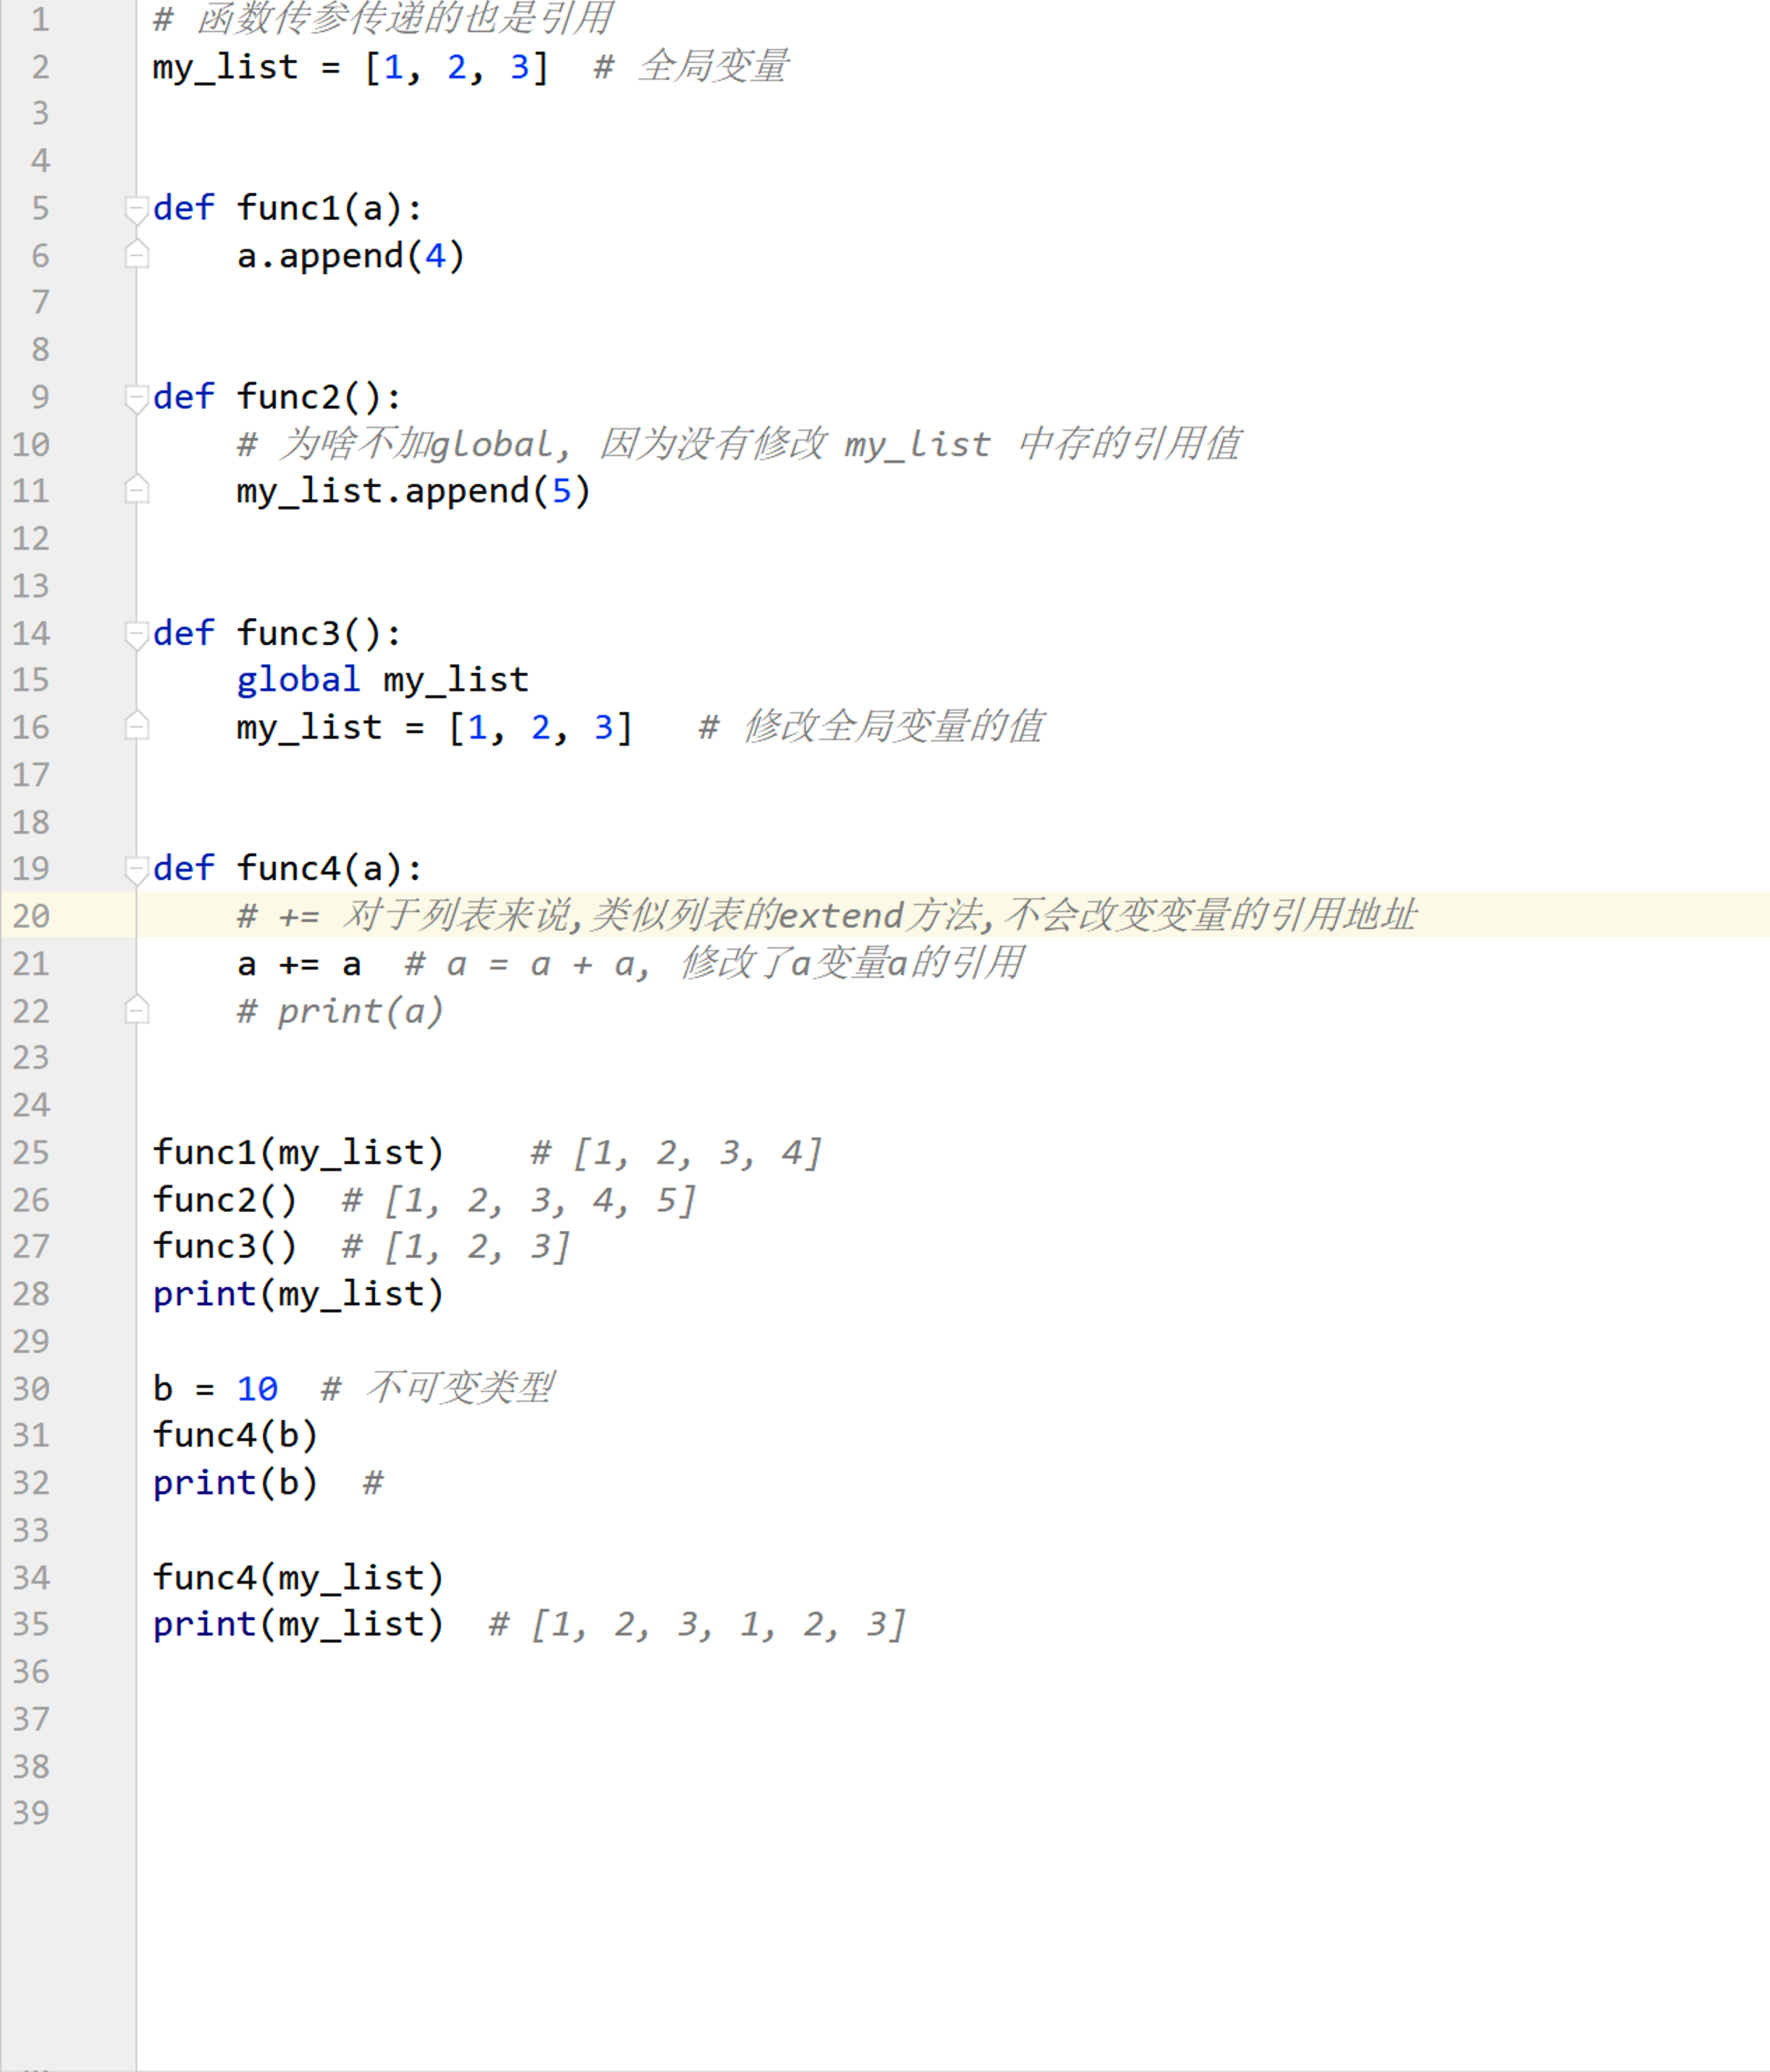 1 # 函数传参传递的也是引用
2 my_list = [1, 2, 3]  # 全局变量
3
4
5 def func1(a):
6     a.append(4)
7
8
9 def func2():
10     # 为啥不加global, 因为没有修改 my_list 中存的引用值
11     my_list.append(5)
12
13
14 def func3():
15     global my_list
16     my_list = [1, 2, 3]   # 修改全局变量的值
17
18
19 def func4(a):
20     # += 对于列表来说,类似列表的extend方法,不会改变变量的引用地址
21     a += a  # a = a + a, 修改了a变量a的引用
22     # print(a)
23
24
25 func1(my_list)    # [1, 2, 3, 4]
26 func2()  # [1, 2, 3, 4, 5]
27 func3()  # [1, 2, 3]
28 print(my_list)
29
30 b = 10  # 不可变类型
31 func4(b)
32 print(b)  #
33
34 func4(my_list)
35 print(my_list)  # [1, 2, 3, 1, 2, 3]
36
37
38
39